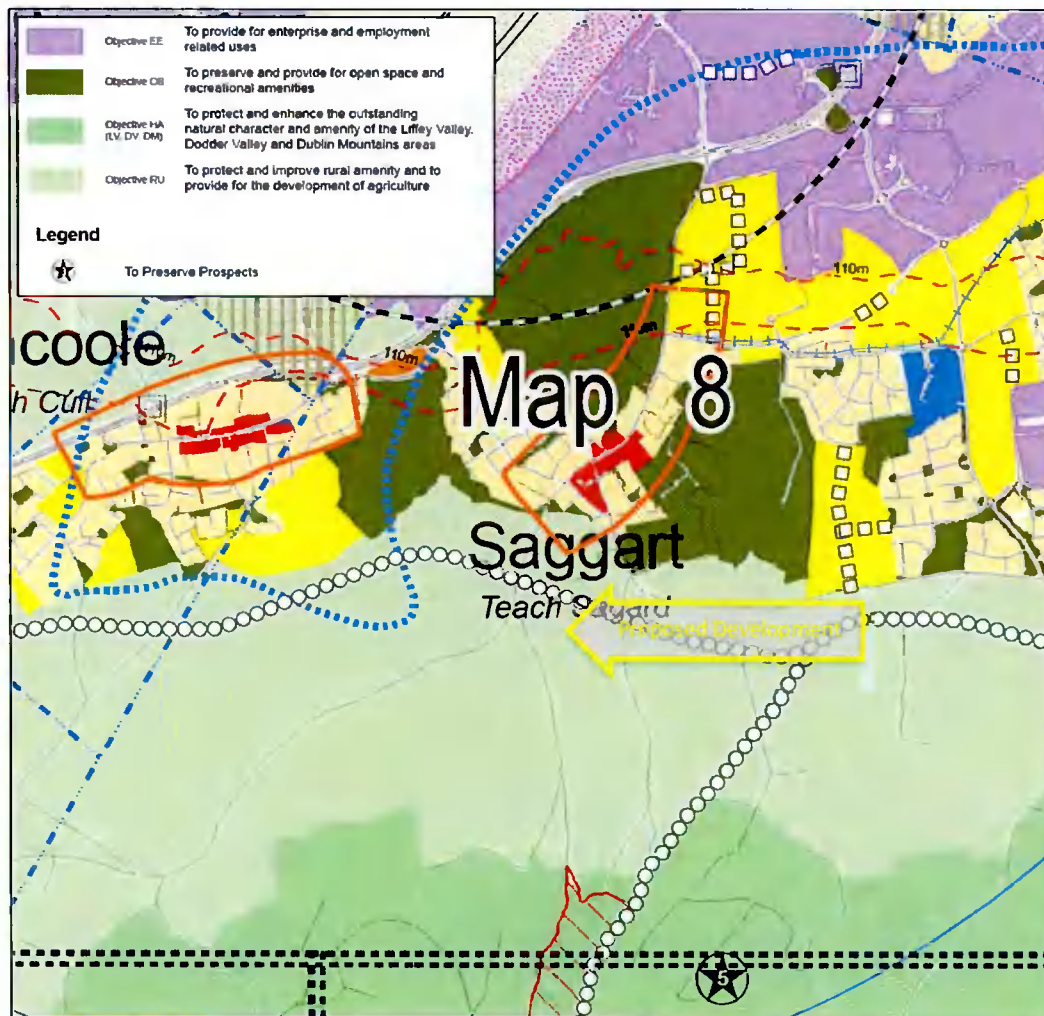 Objective EE
To provide for enterprise and employment
related uses
Objective OS
To preserve and provide for open space and
recreational amenities
Objective HA
(LV, DV, DM)
To protect and enhance the outstanding
natural character and amenity of the Liffey Valley,
Dodder Valley and Dublin Mountains areas
Objective RU
To protect and improve rural amenity and to
provide for the development of agriculture
Legend
To Preserve Prospects
110m
coole
110m
Map 8
Saggart
Teach Sagard
Proposed Development
110m
5